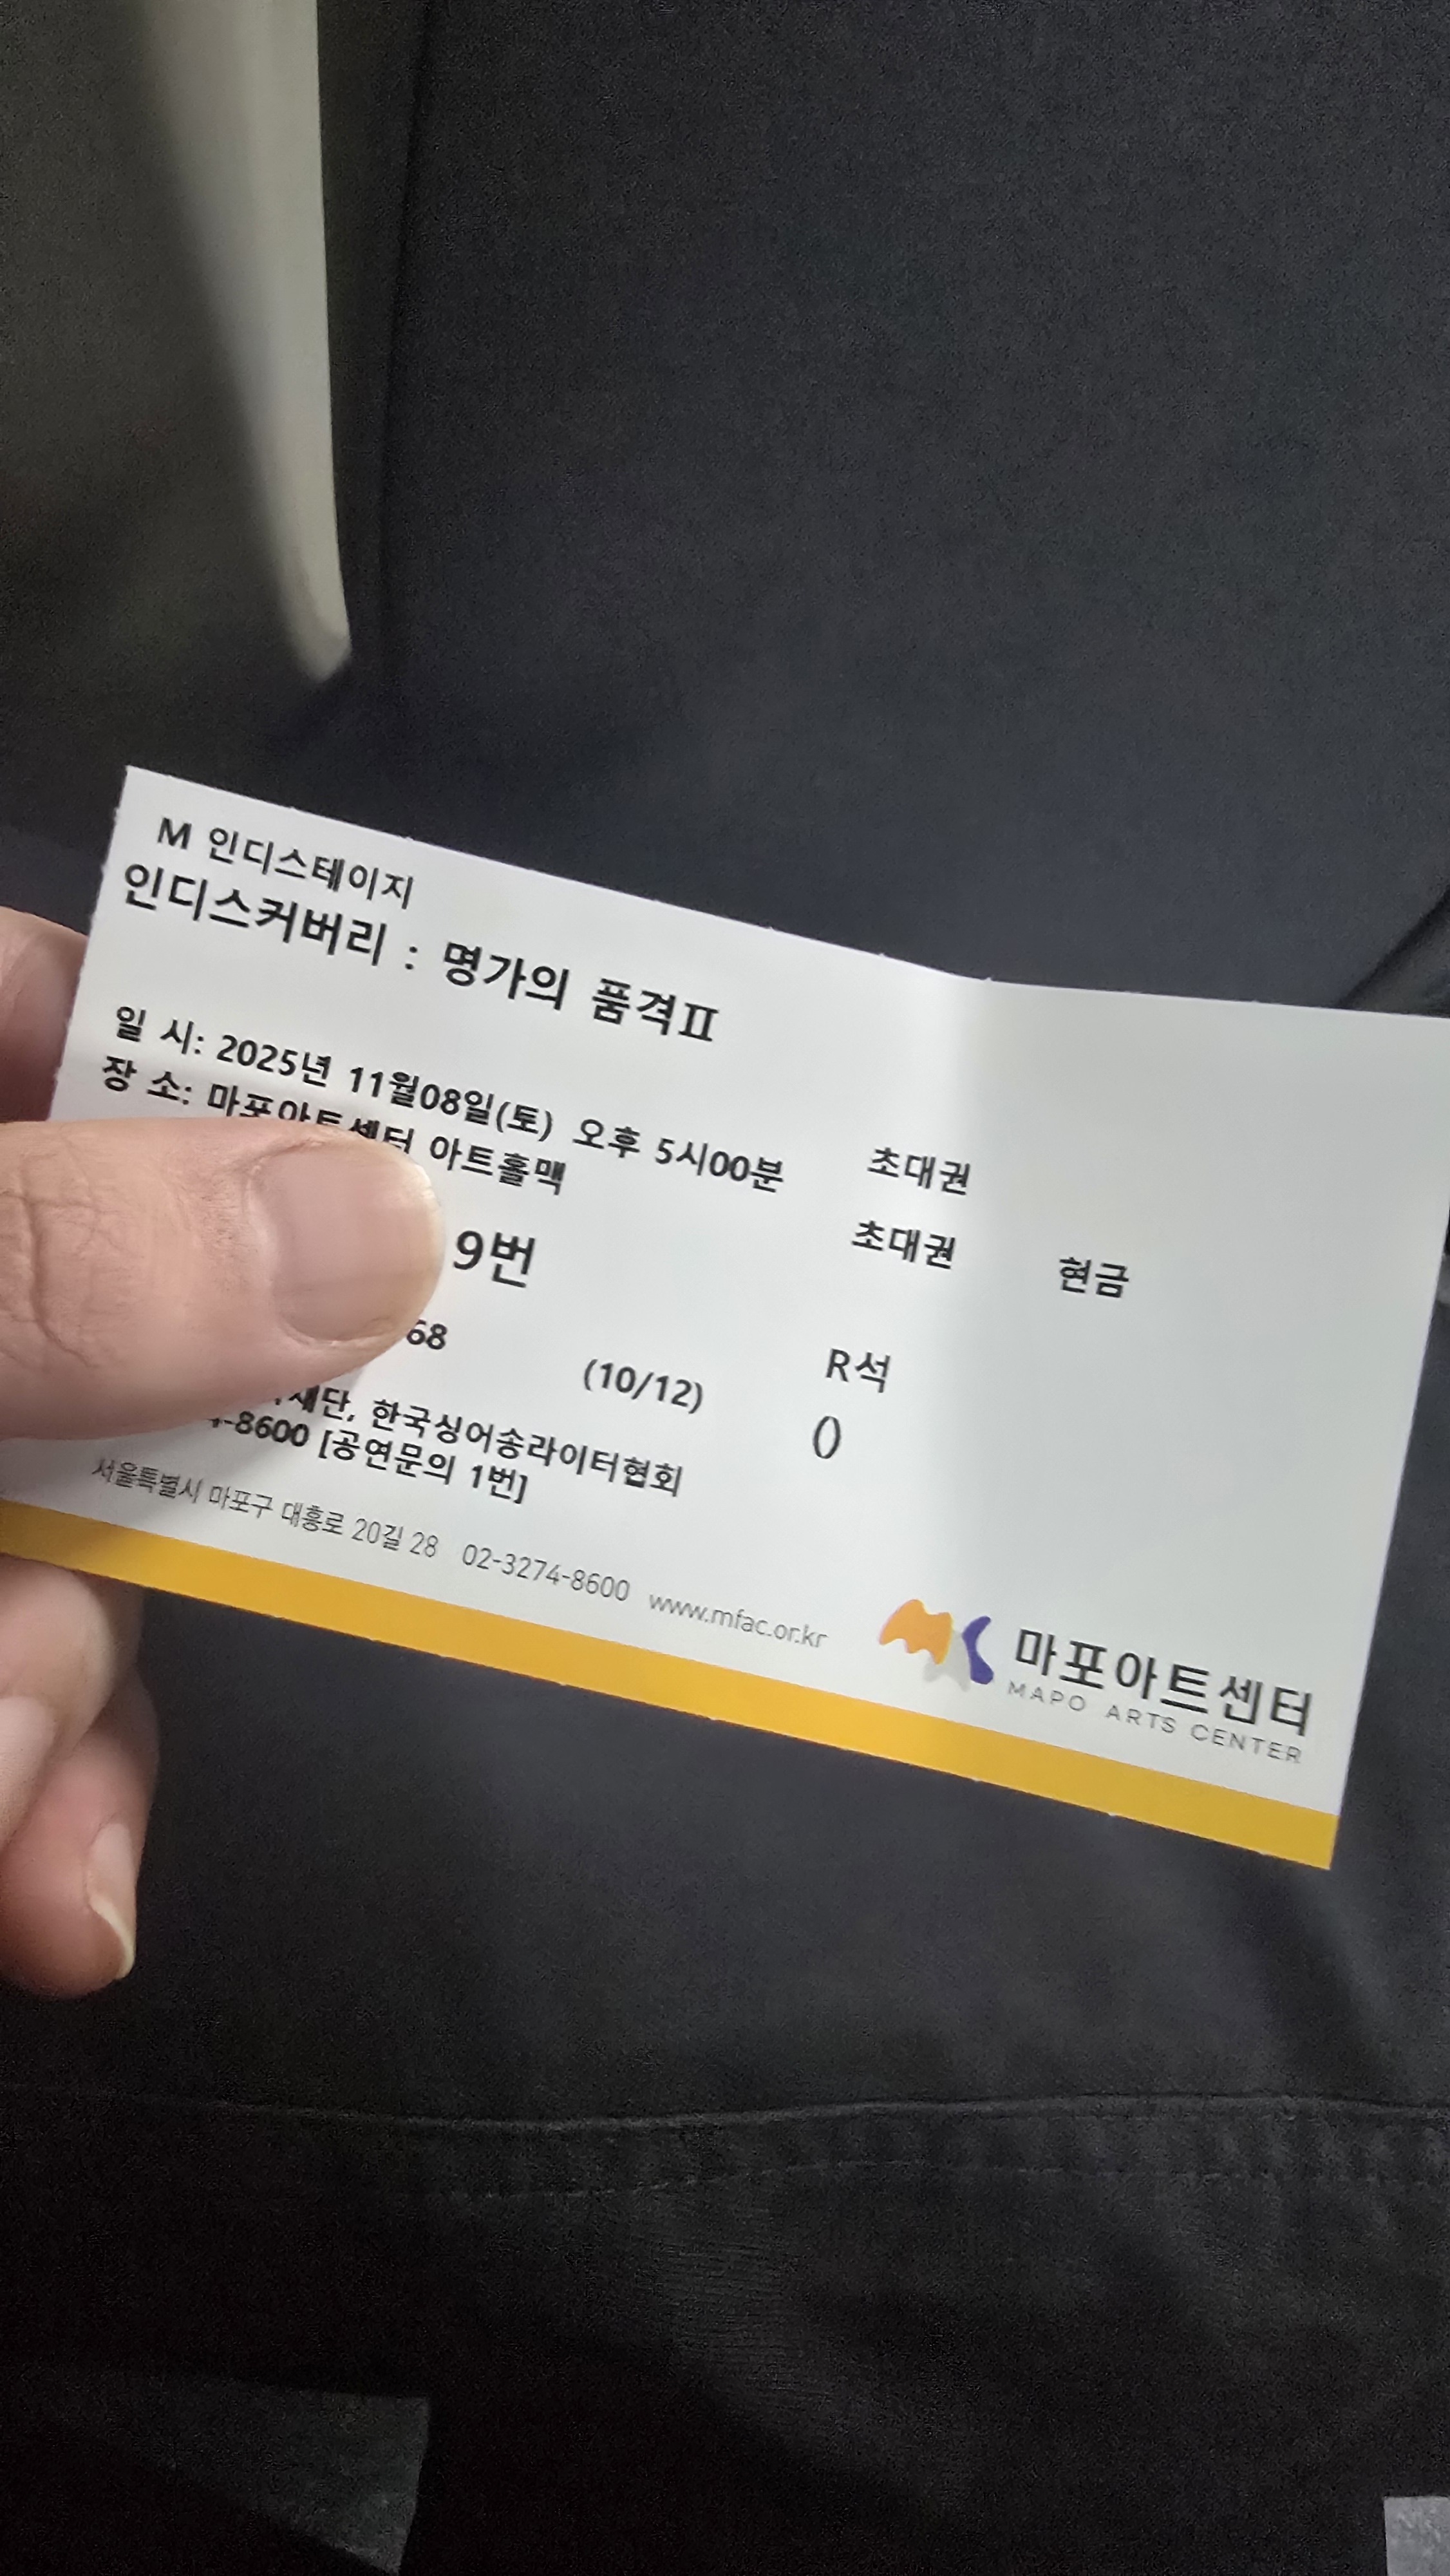 M 인디스테이지
인디스커버리 : 명가의 품격Ⅱ
일 시: 2025년 11월08일(토) 오후 5시00분
장 소: 마포아트센터 아트홀맥
초대권
9번
초대권 현금
68
(10/12)
R석
0
재단, 한국싱어송라이터협회
4-8600 [공연문의 1번]
서울특별시 마포구 대흥로 20길 28 02-3274-8600 www.mfac.or.kr
마포아트센터
MAPO ARTS CENTER